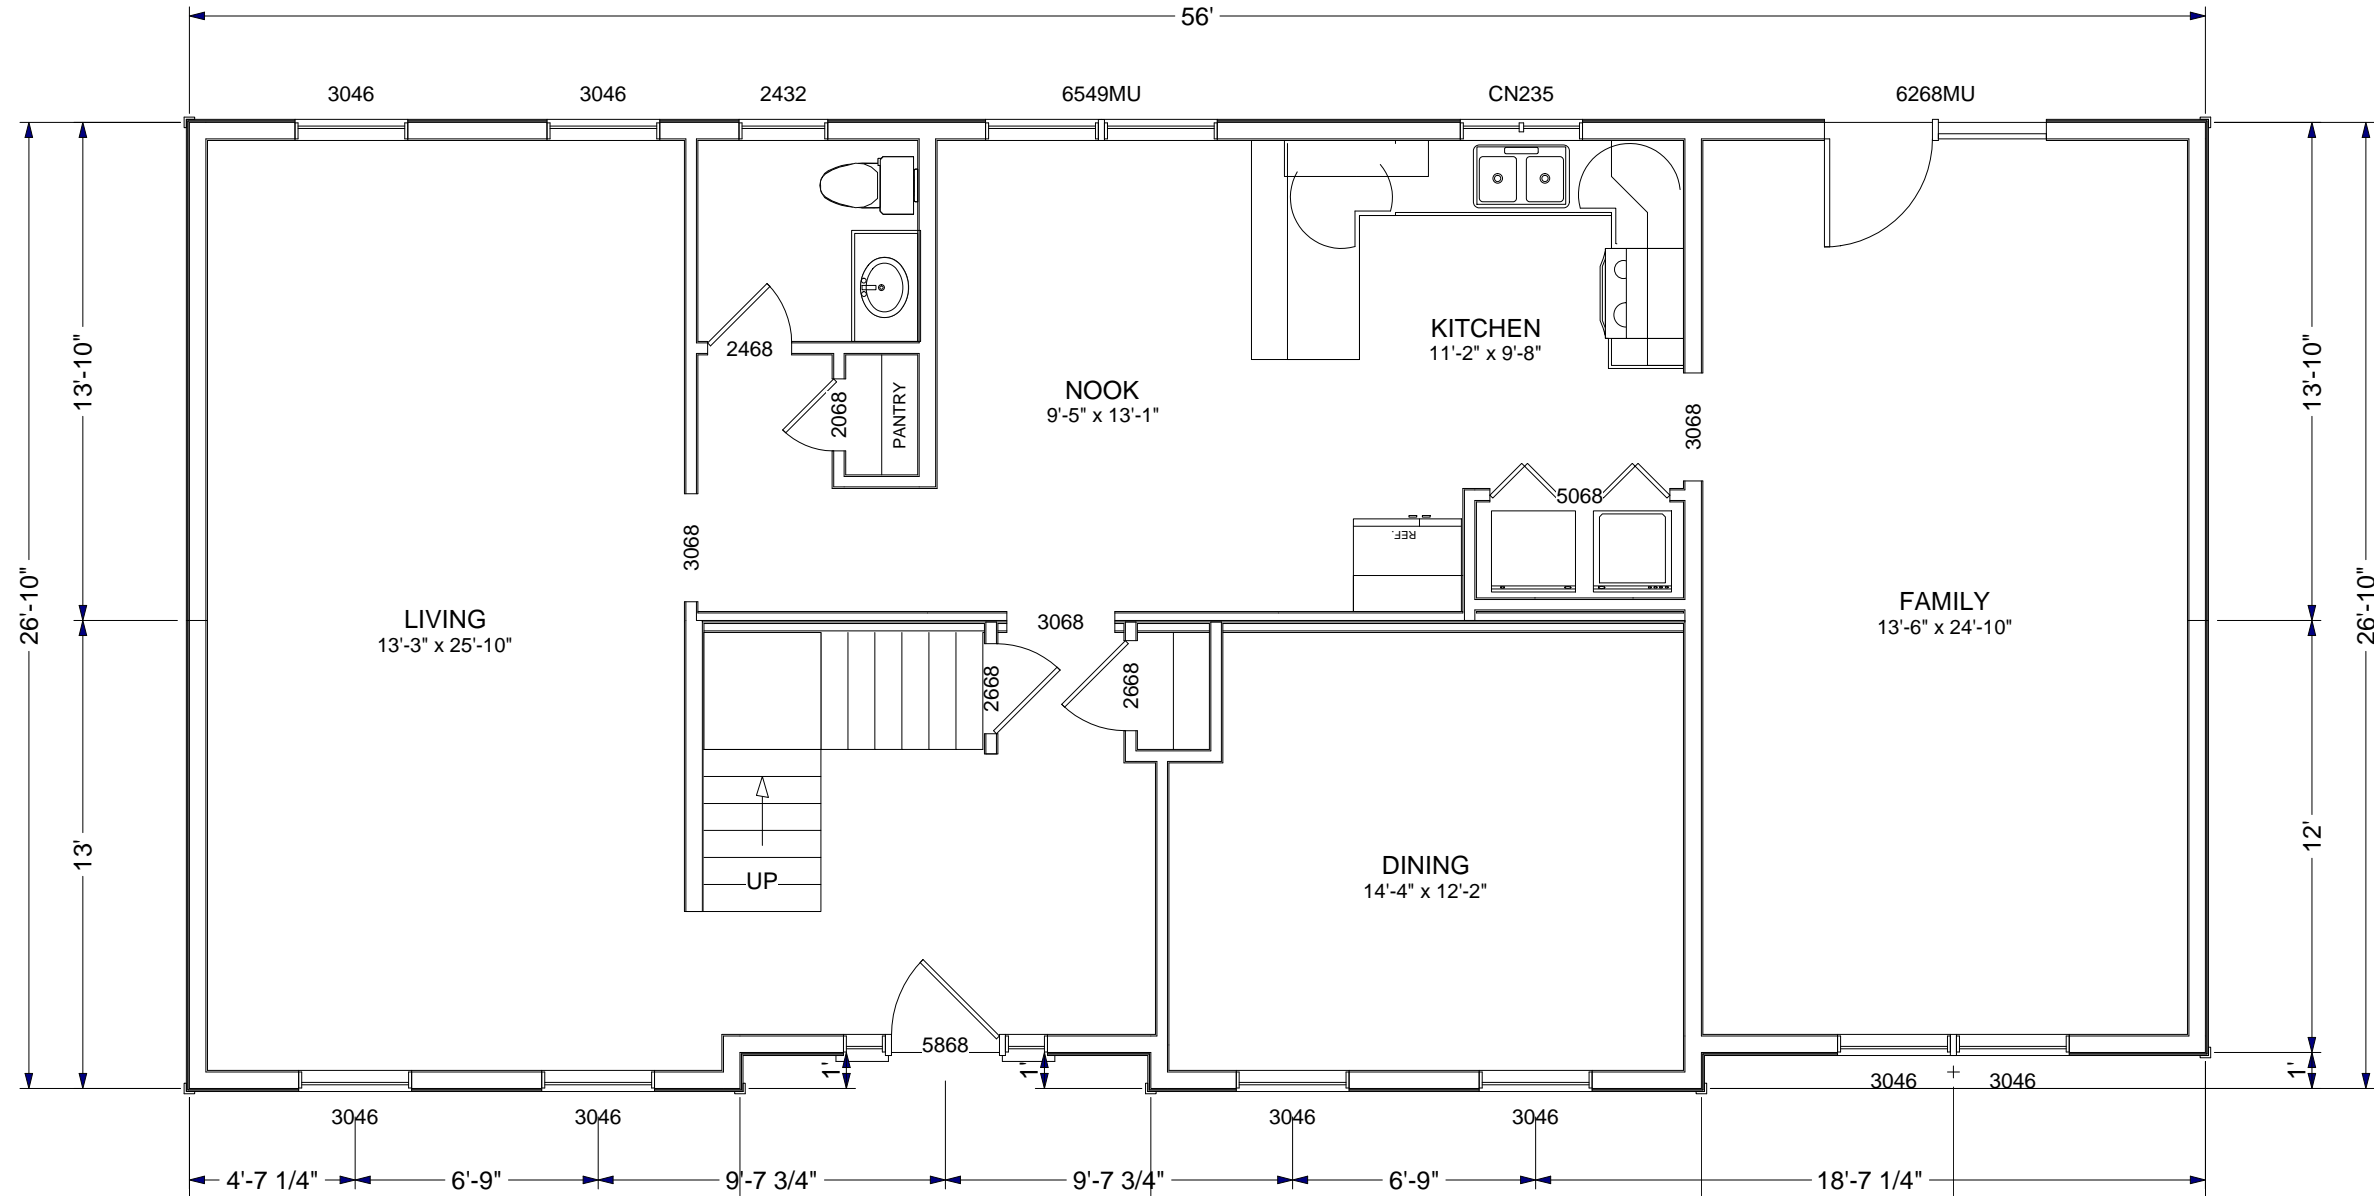 56'
3046
3046
2432
6549MU
CN235
6268MU
13'-10"
26'-10"
13'
2468
2068
PANTRY
NOOK
9'-5" x 13'-1"
KITCHEN
11'-2" x 9'-8"
3068
5068
REF.
3068
LIVING
13'-3" x 25'-10"
3068
2668
2668
FAMILY
13'-6" x 24'-10"
13'-10"
26'-10"
12'
1'
UP
DINING
14'-4" x 12'-2"
5868
1'
1'
3046
3046
3046
3046
3046
3046
4'-7 1/4"
6'-9"
9'-7 3/4"
9'-7 3/4"
6'-9"
18'-7 1/4"